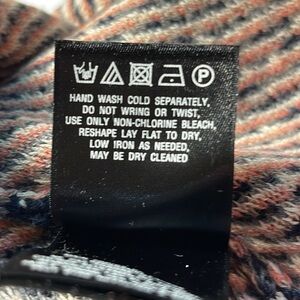 P
HAND WASH COLD SEPARATELY,
DO NOT WRING OR TWIST,
USE ONLY NON-CHLORINE BLEACH,
RESHAPE LAY FLAT TO DRY,
LOW IRON AS NEEDED,
MAY BE DRY CLEANED